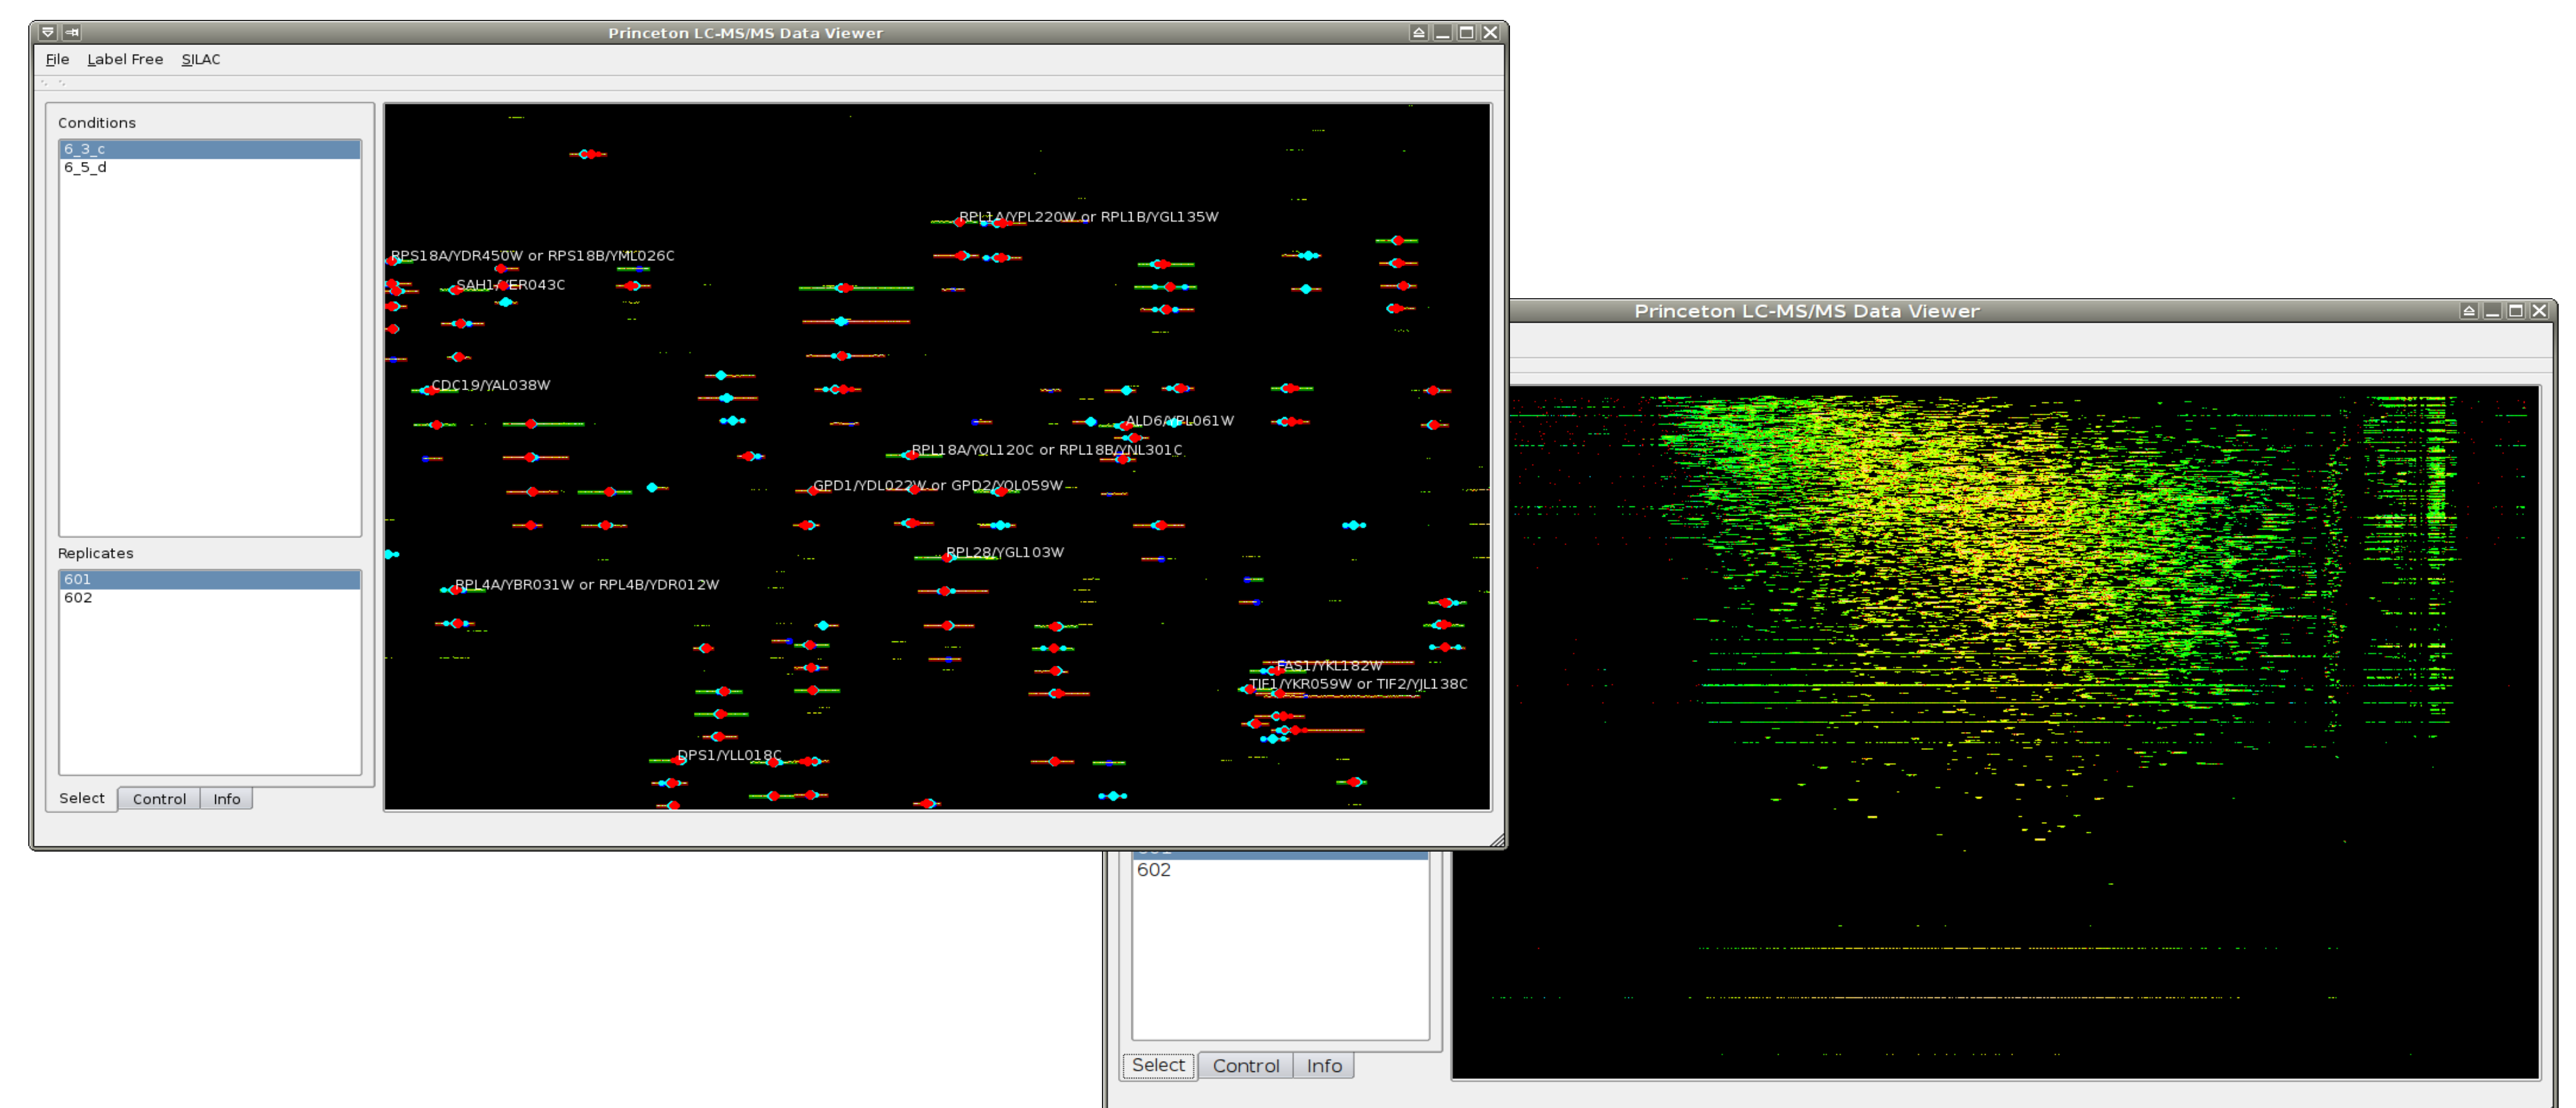 Princeton LC-MS/MS Data Viewer
File Label Free SILAC
Conditions
6_3_c
6_5_d
Replicates
601
602
Select Control Info
RPL1A/YPL220W or RPL1B/YGL135W
RPS18A/YDR450W or RPS18B/YML026C
SAH1/YER043C
CDC19/YAL038W
ALD6/YPL061W
RPL18A/YOL120C or RPL18B/YNL301C
GPD1/YDL022W or GPD2/YOL059W
RPL28/YGL103W
RPL4A/YBR031W or RPL4B/YDR012W
FAS1/YKL182W
TIF1/YKR059W or TIF2/YJL138C
DPS1/YLL018C
Princeton LC-MS/MS Data Viewer
602
Select Control Info